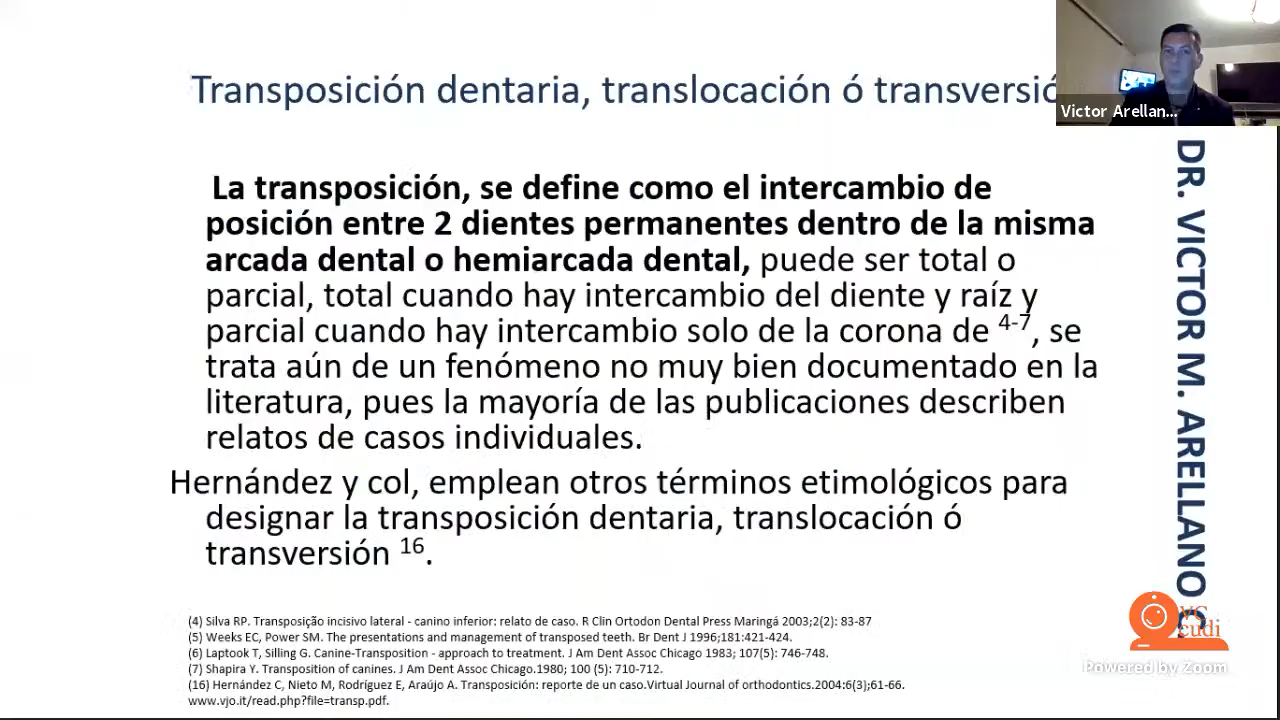 Transposición dentaria, translocación ó transversió
Victor Arellan...
La transposición, se define como el intercambio de
posición entre 2 dientes permanentes dentro de la misma
arcada dental o hemiarcada dental, puede ser total o
parcial, total cuando hay intercambio del diente y raíz y
parcial cuando hay intercambio solo de la corona de 4-7, se
trata aún de un fenómeno no muy bien documentado en la
literatura, pues la mayoría de las publicaciones describen
relatos de casos individuales.
Hernández y col, emplean otros términos etimológicos para
designar la transposición dentaria, translocación ó
transversión 16.
(4) Silva RP. Transposição incisivo lateral - canino inferior: relato de caso. R Clin Ortodon Dental Press Maringá 2003;2(2): 83-87
(5) Weeks EC, Power SM. The presentations and management of transposed teeth. Br Dent J 1996;181:421-424.
(6) Laptook T, Silling G. Canine-Transposition - approach to treatment. J Am Dent Assoc Chicago 1983; 107(5): 746-748.
(7) Shapira Y. Transposition of canines. J Am Dent Assoc Chicago.1980; 100 (5): 710-712.
(16) Hernández C, Nieto M, Rodríguez E, Araújo A. Transposición: reporte de un caso.Virtual Journal of orthodontics.2004:6(3);61-66.
www.vjo.it/read.php?file=transp.pdf.
DR. VICTOR M. ARELLANO
VC
cudi
Powered by Zoom